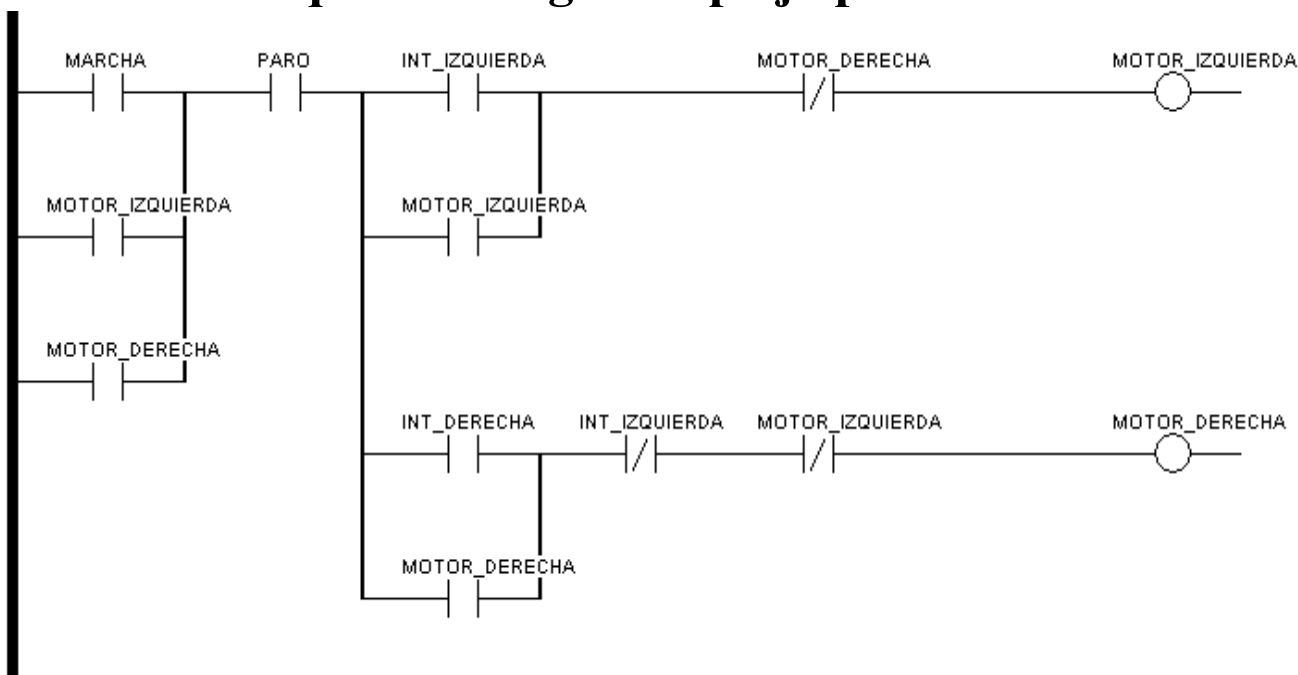 MARCHA PARO INT_IZQUIERDA MOTOR_DERECHA MOTOR_IZQUIERDA
MOTOR_IZQUIERDA MOTOR_IZQUIERDA
MOTOR_DERECHA
INT_DERECHA INT_IZQUIERDA MOTOR_IZQUIERDA MOTOR_DERECHA
MOTOR_DERECHA